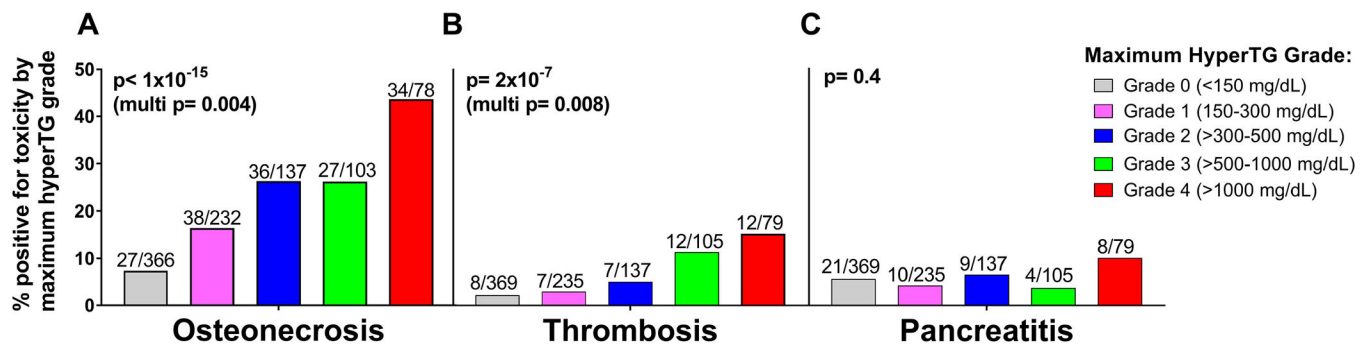 A
B
C
% positive for toxicity by
maximum hyperTG grade
50
40
30
20
10
0
p< 1x10-15
(multi p= 0.004)
27/366
38/232
36/137
27/103
34/78
Osteonecrosis
p= 2x10-7
(multi p= 0.008)
8/369
7/235
7/137
12/105
12/79
Thrombosis
p= 0.4
21/369
10/235
9/137
4/105
8/79
Pancreatitis
Maximum HyperTG Grade:
Grade 0 (<150 mg/dL)
Grade 1 (150-300 mg/dL)
Grade 2 (>300-500 mg/dL)
Grade 3 (>500-1000 mg/dL)
Grade 4 (>1000 mg/dL)